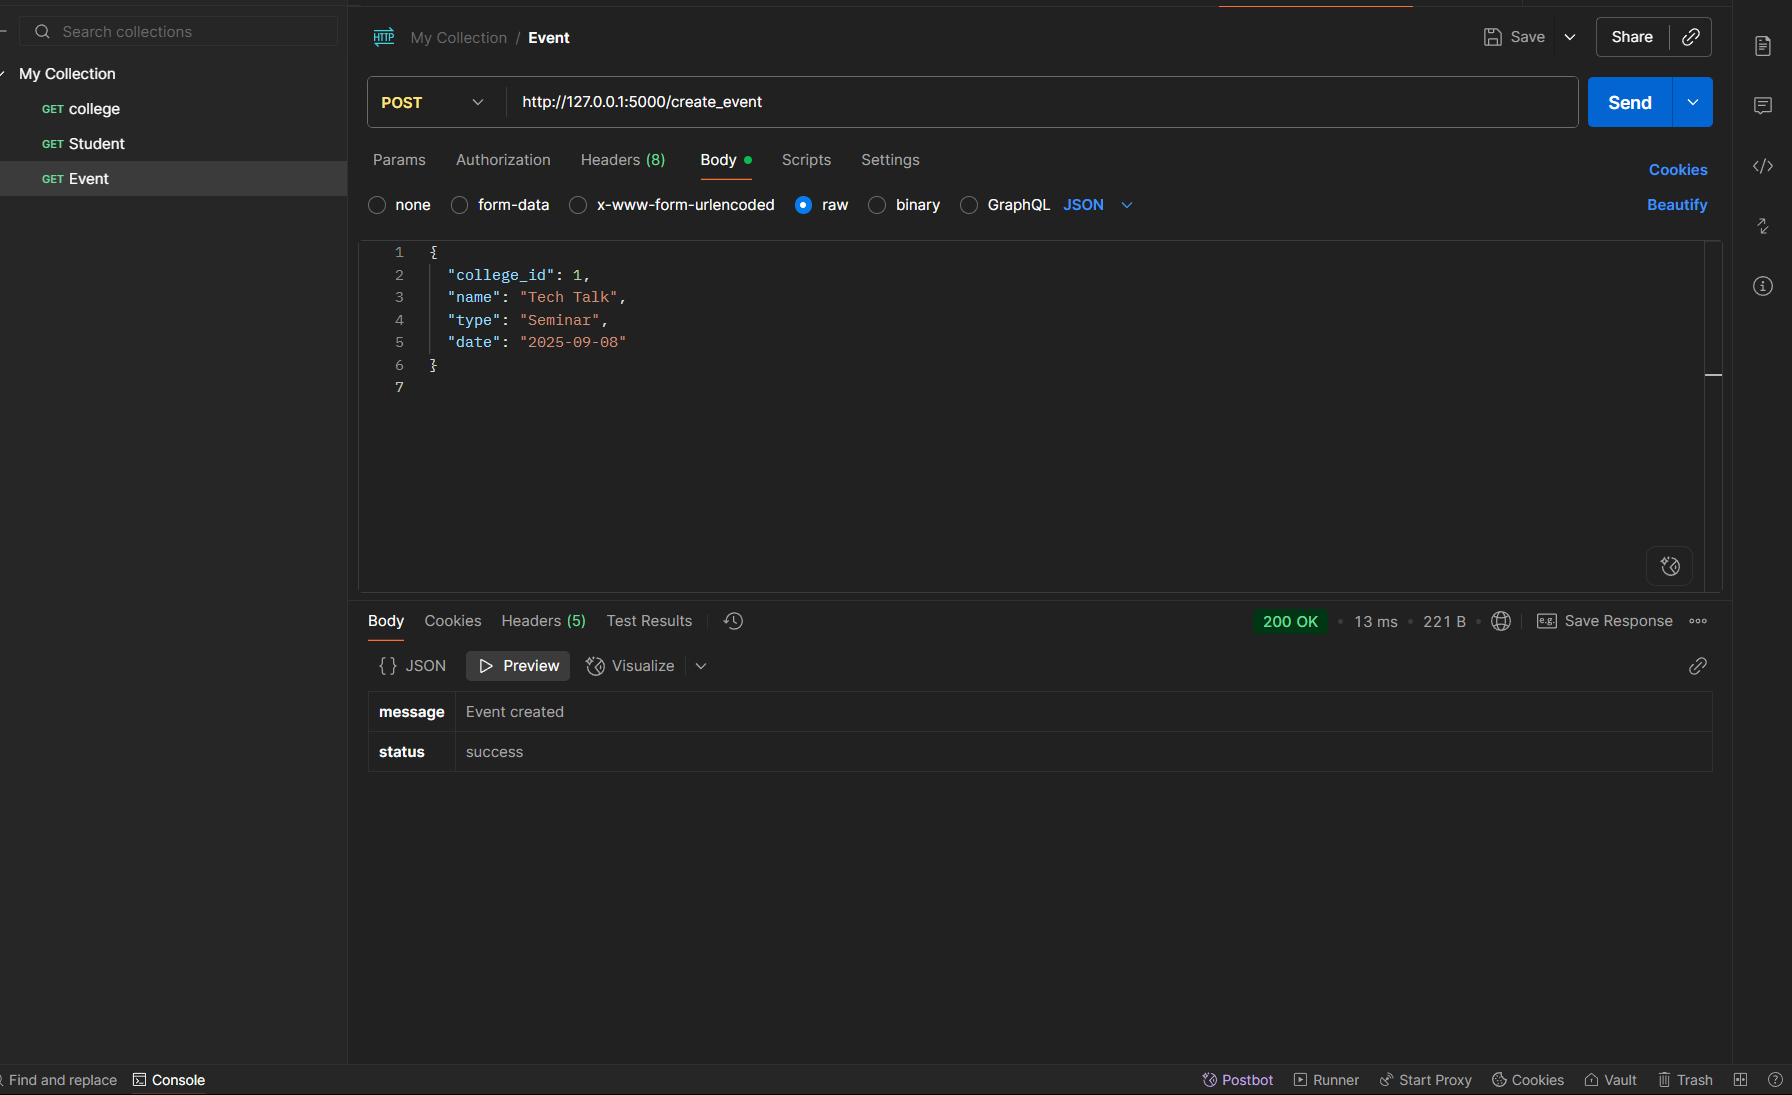 Search collections
My Collection
GET college
GET Student
GET Event
HTTP My Collection / Event
Save
Share
POST http://127.0.0.1:5000/create_event
Send
Params Authorization Headers (8) Body Scripts Settings
Cookies
none form-data x-www-form-urlencoded raw binary GraphQL JSON
Beautify
1 {
2 "college_id": 1,
3 "name": "Tech Talk",
4 "type": "Seminar",
5 "date": "2025-09-08"
6 }
7
Body Cookies Headers (5) Test Results
200 OK • 13 ms • 221 B • e.g. Save Response
{} JSON Preview Visualize
message Event created
status success
Find and replace Console
Postbot Runner Start Proxy Cookies Vault Trash